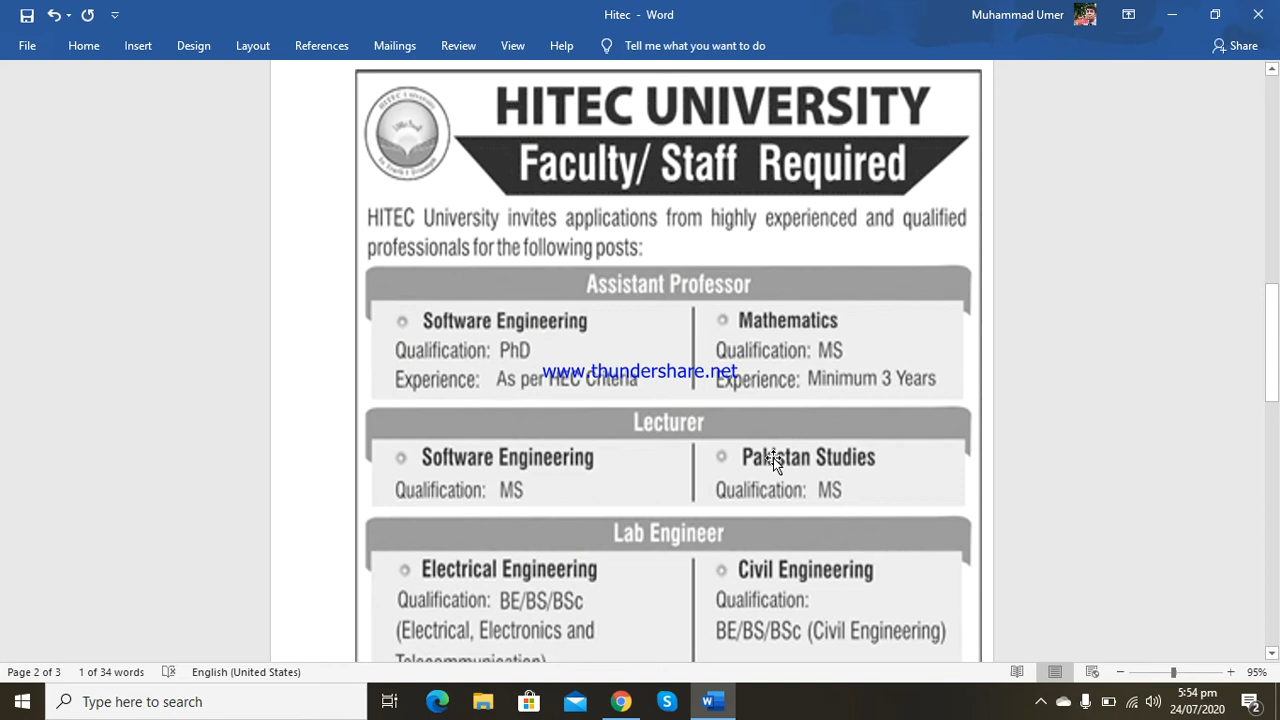 Hitec - Word
Muhammad Umer
File Home Insert Design Layout References Mailings Review View Help Tell me what you want to do Share
HITEC UNIVERSITY
Faculty/ Staff Required
HITEC University invites applications from highly experienced and qualified
professionals for the following posts:
Assistant Professor
Software Engineering
Qualification: PhD
Experience: As per HEC Criteria
Mathematics
Qualification: MS
Experience: Minimum 3 Years
www.thundershare.net
Lecturer
Software Engineering
Qualification: MS
Pakistan Studies
Qualification: MS
Lab Engineer
Electrical Engineering
Qualification: BE/BS/BSc
(Electrical, Electronics and
Telecommunication)
Civil Engineering
Qualification:
BE/BS/BSc (Civil Engineering)
Page 2 of 3 1 of 34 words English (United States) 95%
Type here to search
5:54 pm
24/07/2020
2